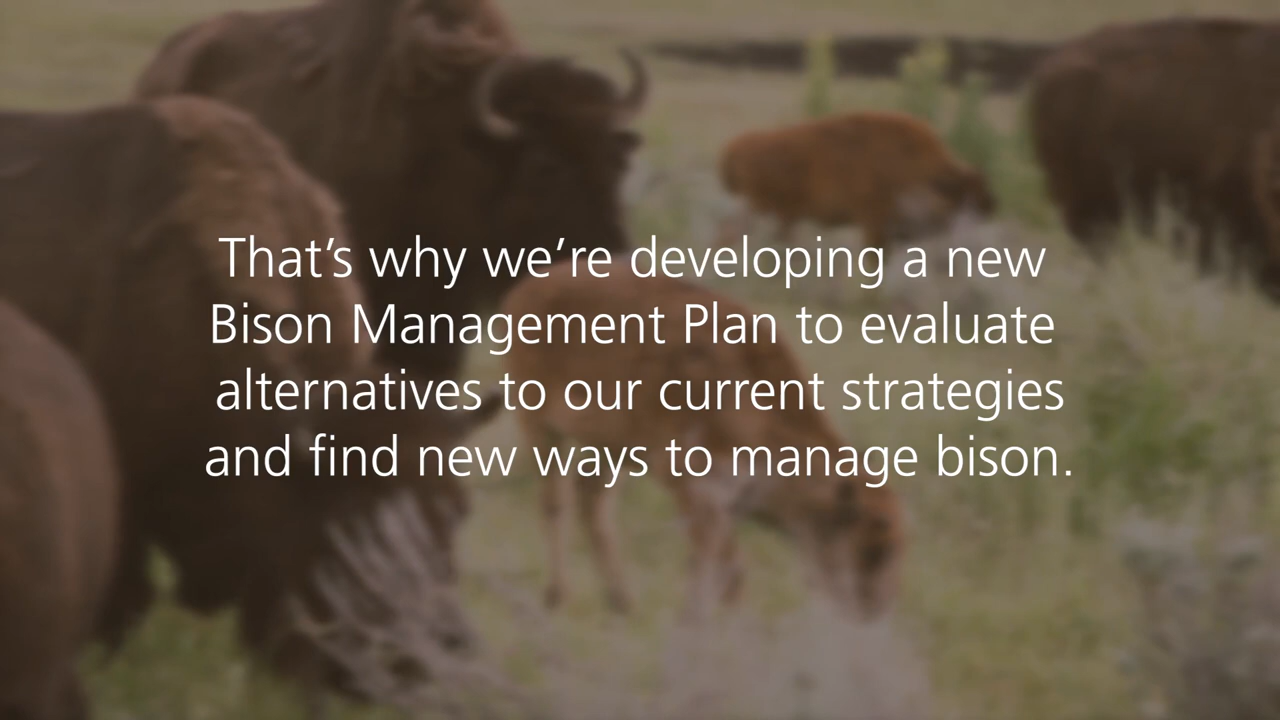 That’s why we’re developing a new
Bison Management Plan to evaluate
alternatives to our current strategies
and find new ways to manage bison.